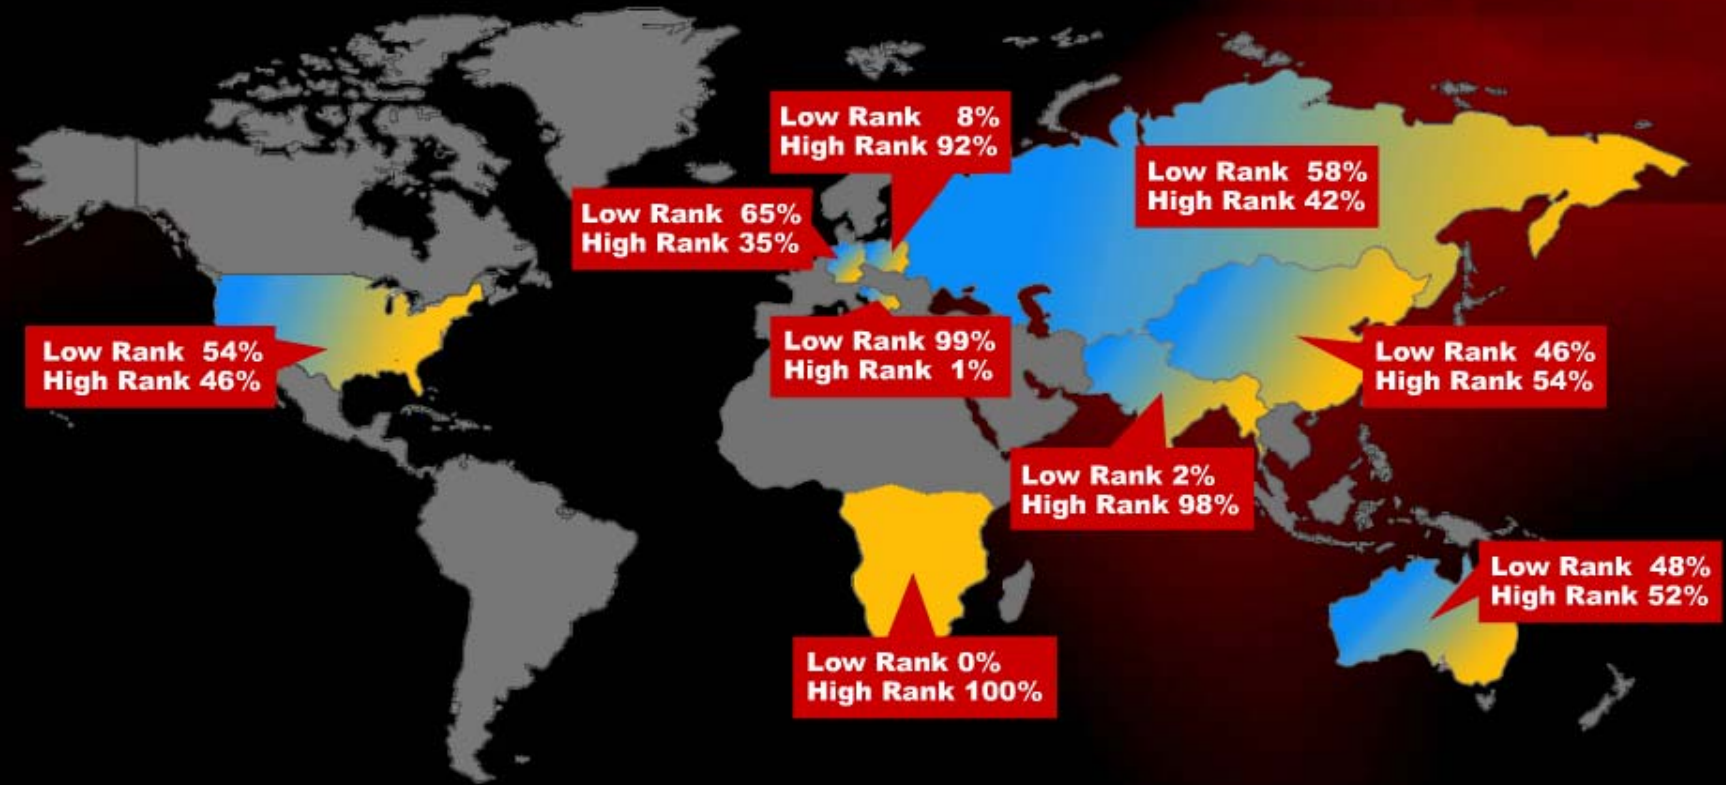 Low Rank 8%
High Rank 92%
Low Rank 58%
High Rank 42%
Low Rank 65%
High Rank 35%
Low Rank 54%
High Rank 46%
Low Rank 99%
High Rank 1%
Low Rank 46%
High Rank 54%
Low Rank 2%
High Rank 98%
Low Rank 48%
High Rank 52%
Low Rank 0%
High Rank 100%